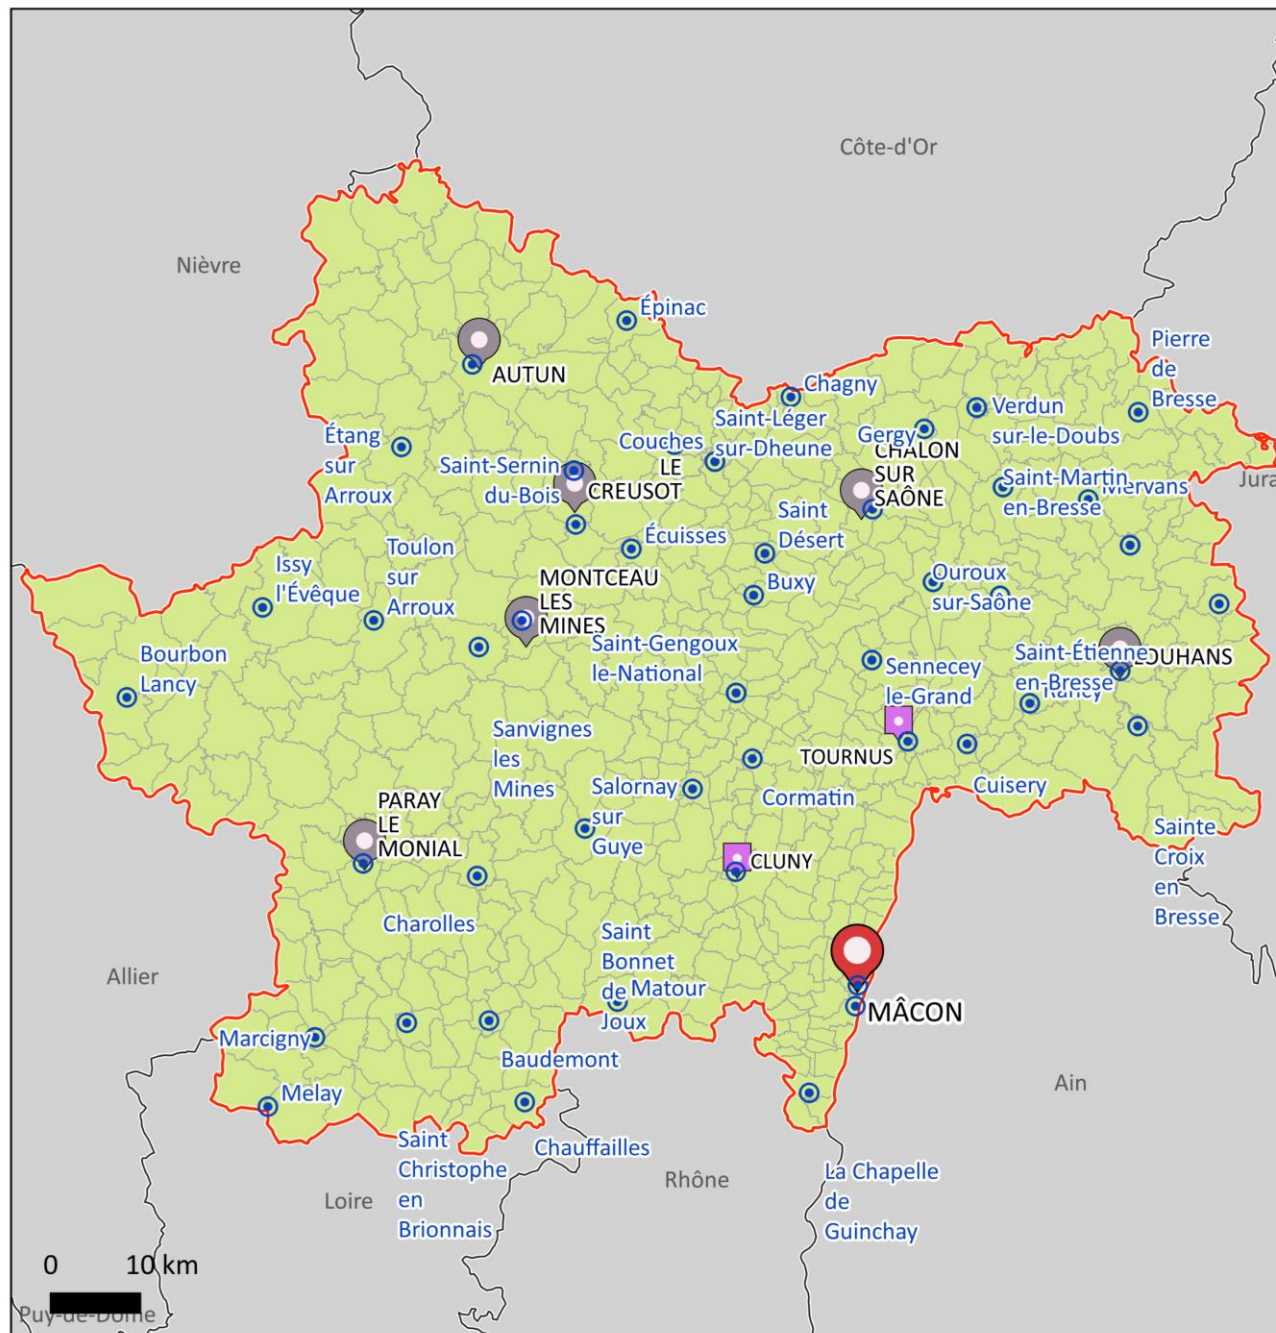 Côte-d'Or
Nièvre
Épinac
Pierre
de
Bresse
AUTUN
Chagny
Verdun
sur-le-Doubs
Étang
sur
Arroux
Couches
Saint-Léger
sur-Dheune
Gergy
CHALON
SUR
SAÔNE
Saint-Sernin
du-Bois
LE
CREUSOT
Saint-Martin
en-Bresse
Mervans
Jura
Saint
Désert
Écuisses
Issy
l'Évêque
Toulon
sur
Arroux
MONTCEAU
LES
MINES
Buxy
Ouroux
sur-Saône
Bourbon
Lancy
Saint-Gengoux
le-National
Sennecey
le-Grand
Saint-Étienne
en-Bresse
LOUHANS
Sanvignes
les
Mines
TOURNUS
Cuisery
Salornay
sur
Guye
Cormatin
PARAY
LE
MONIAL
CLUNY
Sainte
Croix
en
Bresse
Charolles
Saint
Bonnet
de
Joux
Matour
Allier
MÂCON
Marcigny
Baudemont
Melay
Ain
Saint
Christophe
en
Brionnais
Chauffailles
Rhône
La Chapelle
de
Guinchay
Loire
0 10 km
Puy-de-Dôme